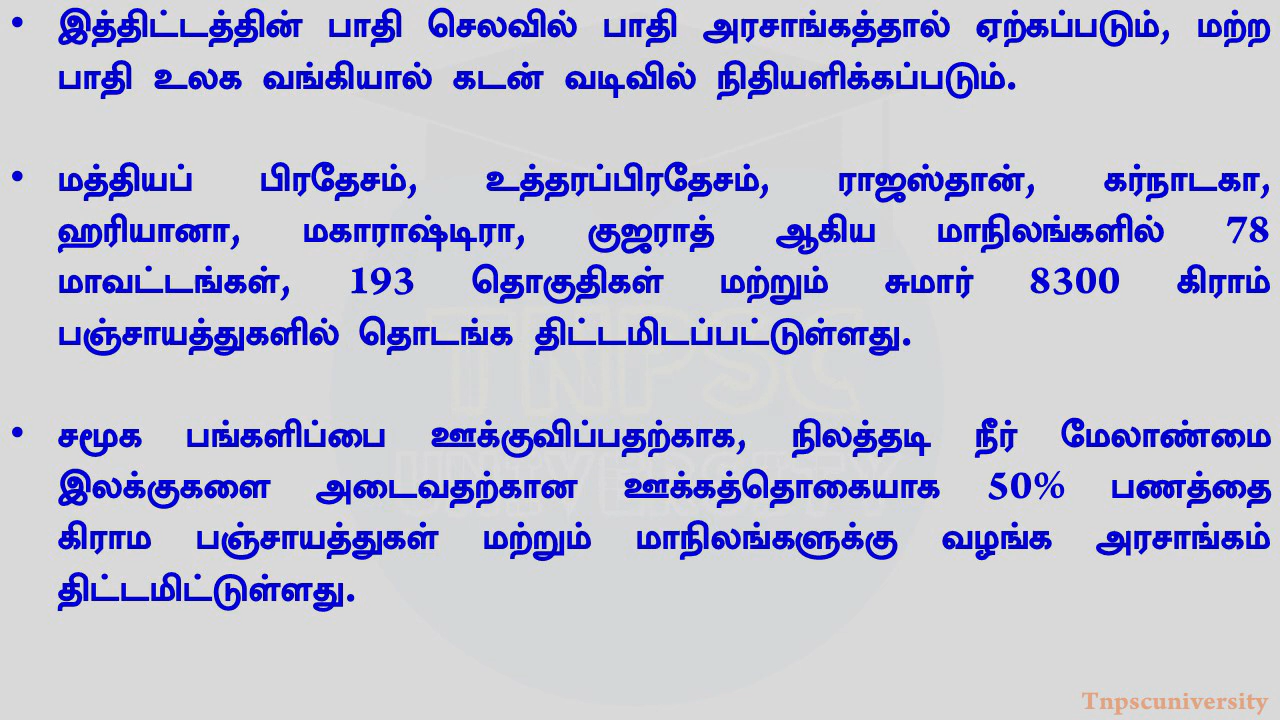 • இத்திட்டத்தின் பாதி செலவில் பாதி அரசாங்கத்தால் ஏற்கப்படும், மற்ற
பாதி உலக வங்கியால் கடன் வடிவில் நிதியளிக்கப்படும்.
• மத்தியப் பிரதேசம், உத்தரப்பிரதேசம், ராஜஸ்தான், கர்நாடகா,
ஹரியானா, மகாராஷ்டிரா, குஜராத் ஆகிய மாநிலங்களில் 78
மாவட்டங்கள், 193 தொகுதிகள் மற்றும் சுமார் 8300 கிராம்
பஞ்சாயத்துகளில் தொடங்க திட்டமிடப்பட்டுள்ளது.
• சமூக பங்களிப்பை ஊக்குவிப்பதற்காக, நிலத்தடி நீர் மேலாண்மை
இலக்குகளை அடைவதற்கான ஊக்கத்தொகையாக 50% பணத்தை
கிராம பஞ்சாயத்துகள் மற்றும் மாநிலங்களுக்கு வழங்க அரசாங்கம்
திட்டமிட்டுள்ளது.
TNPSC
UNIVERSITY
Tnpscuniversity